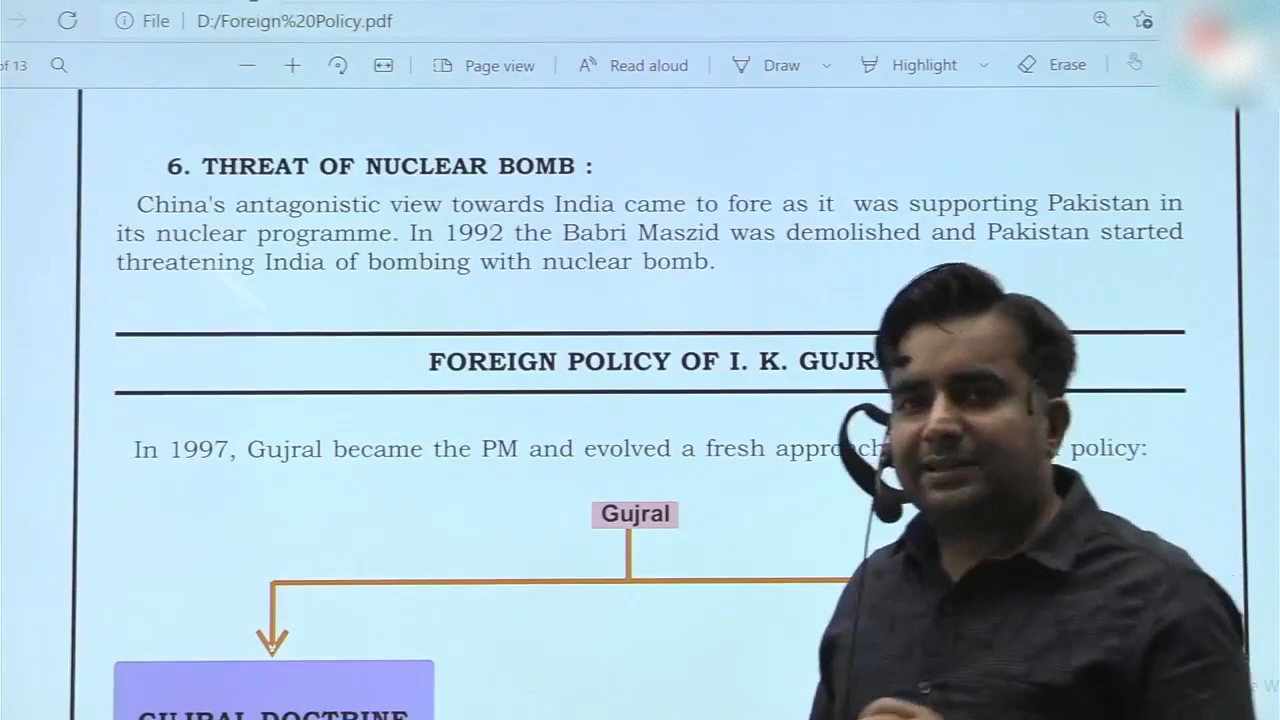 File D:/Foreign%20Policy.pdf
of 13 Page view Read aloud Draw Highlight Erase
6. THREAT OF NUCLEAR BOMB :
China's antagonistic view towards India came to fore as it was supporting Pakistan in
its nuclear programme. In 1992 the Babri Maszid was demolished and Pakistan started
threatening India of bombing with nuclear bomb.
FOREIGN POLICY OF I. K.
In 1997, Gujral became the PM and evolved a fresh policy:
Gujral
GUJRAL DOCTRINE